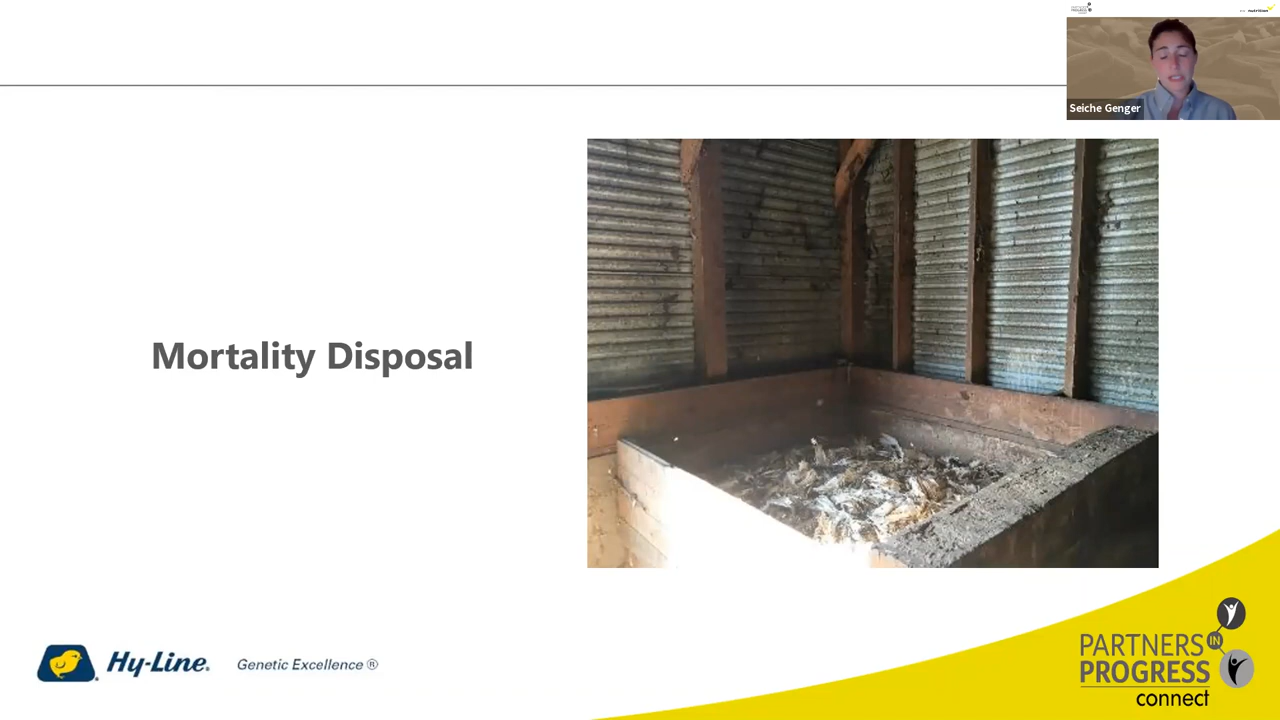 Seiche Genger
Mortality Disposal
Hy-Line®
Genetic Excellence ®
PARTNERS IN
PROGRESS
connect